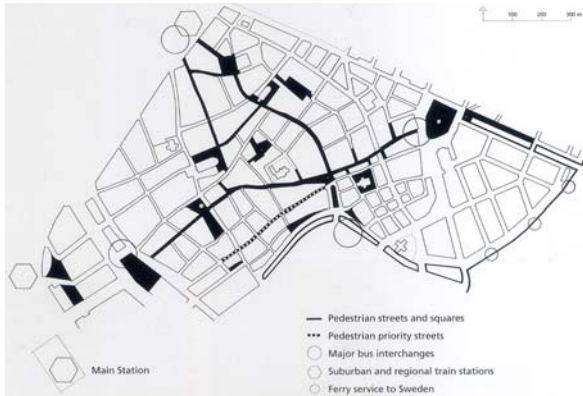 100 200 300 m
Pedestrian streets and squares
Pedestrian priority streets
Major bus interchanges
Suburban and regional train stations
Ferry service to Sweden
Main Station